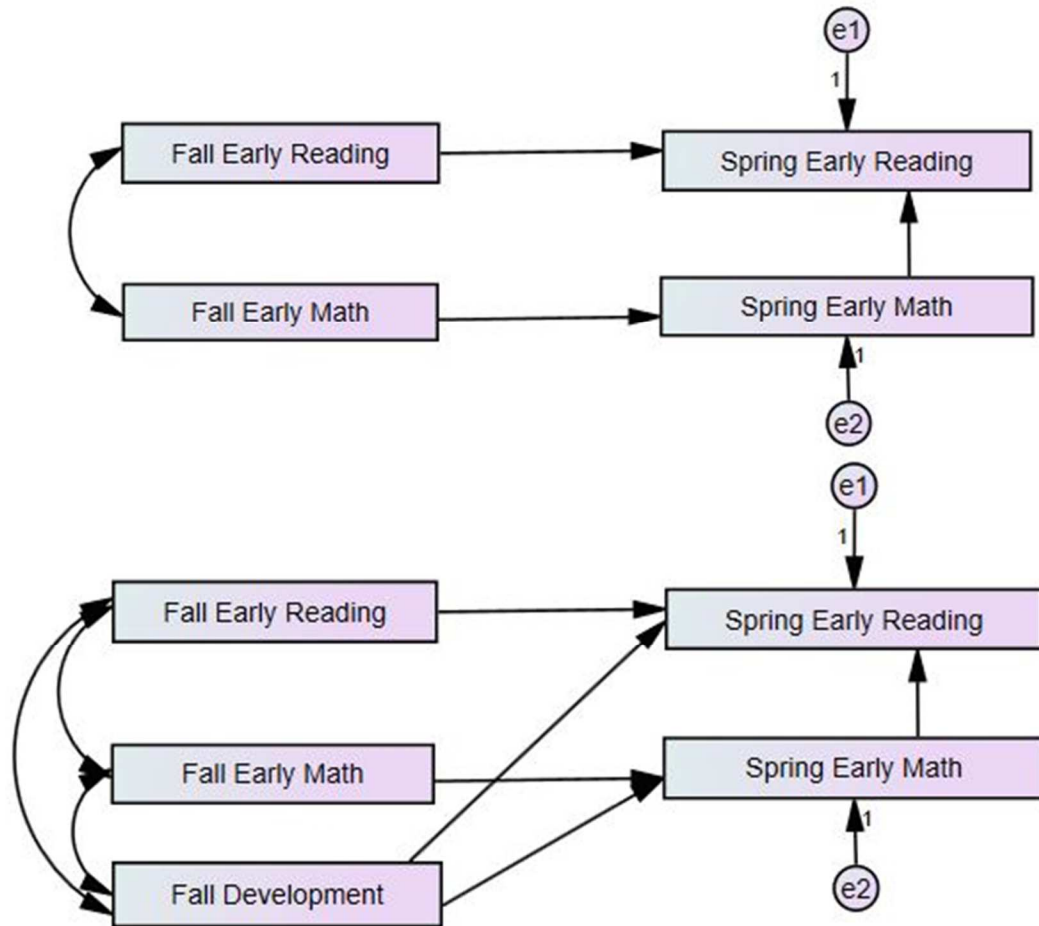 e1
1
Fall Early Reading
Spring Early Reading
Fall Early Math
Spring Early Math
1
e2
e1
1
Fall Early Reading
Spring Early Reading
Fall Early Math
Spring Early Math
1
Fall Development
e2